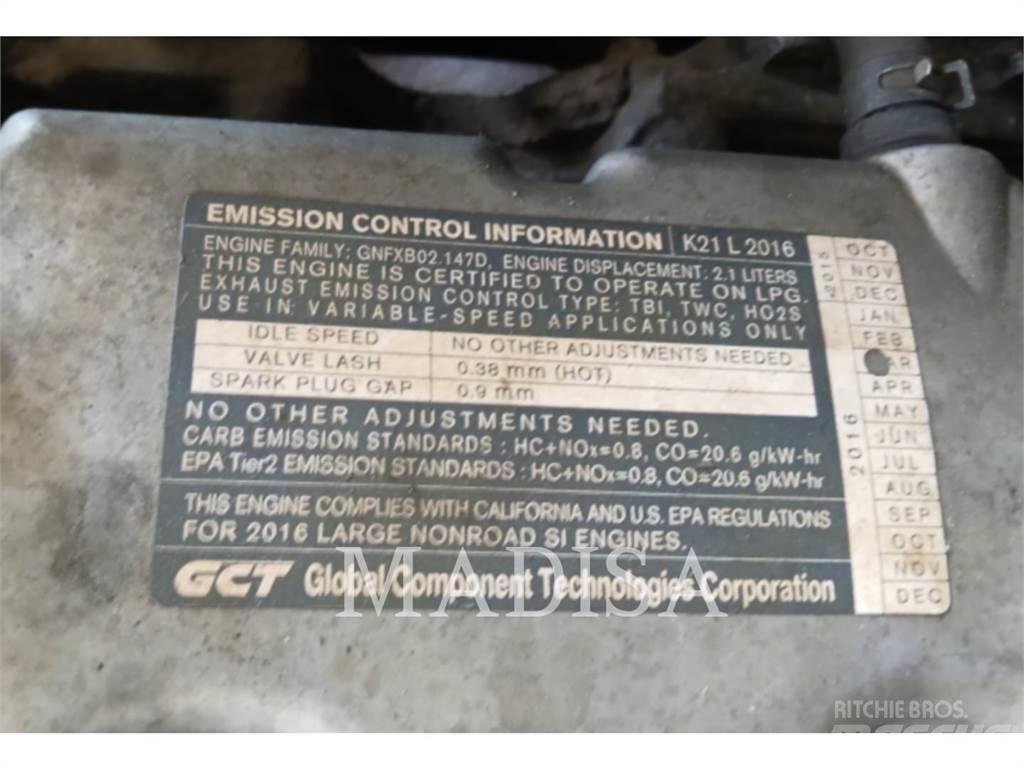 EMISSION CONTROL INFORMATION K21 L 2016
ENGINE FAMILY: GNFXB02.147D, ENGINE DISPLACEMENT: 2.1 LITERS
THIS ENGINE IS CERTIFIED TO OPERATE ON LPG.
EXHAUST EMISSION CONTROL TYPE: TBI, TWC, HO2S
USE IN VARIABLE-SPEED APPLICATIONS ONLY
IDLE SPEED NO OTHER ADJUSTMENTS NEEDED
VALVE LASH 0.38 mm (HOT)
SPARK PLUG GAP 0.9 mm
NO OTHER ADJUSTMENTS NEEDED.
CARB EMISSION STANDARDS : HC+NOx=0.8, CO=20.6 g/kW-hr
EPA Tier2 EMISSION STANDARDS : HC+NOx=0.8, CO=20.6 g/kW-hr
THIS ENGINE COMPLIES WITH CALIFORNIA AND U.S. EPA REGULATIONS
FOR 2016 LARGE NONROAD SI ENGINES.
GCT Global Component Technologies Corporation
2015
OCT
NOV
DEC
2016
JAN
FEB
AR
APR
MAY
JUN
JUL
AUG
SEP
OCT
NOV
DEC
MADISA
RITCHIE BROS.